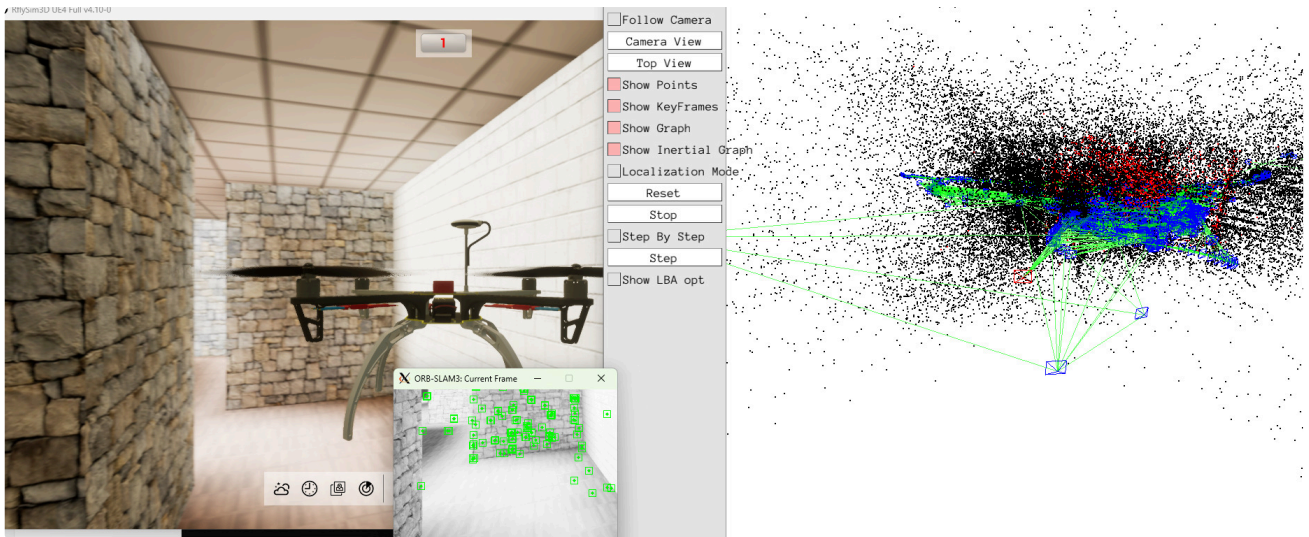 RflySim3D UE4 Full v4.10-0
1
Follow Camera
Camera View
Top View
Show Points
Show KeyFrames
Show Graph
Show Inertial Graph
Localization Mode
Reset
Stop
Step By Step
Step
Show LBA opt
ORB-SLAM3: Current Frame